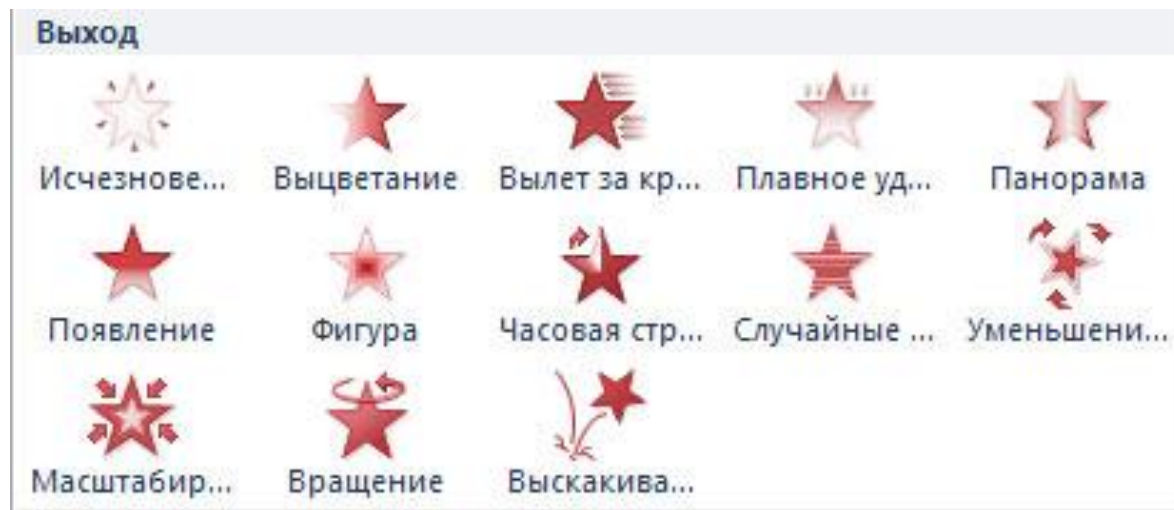 Выход
Исчезнове... Выцветание Вылет за кр... Плавное уд... Панорама
Появление Фигура Часовая стр... Случайные ... Уменьшени...
Масштабир... Вращение Выскакива...